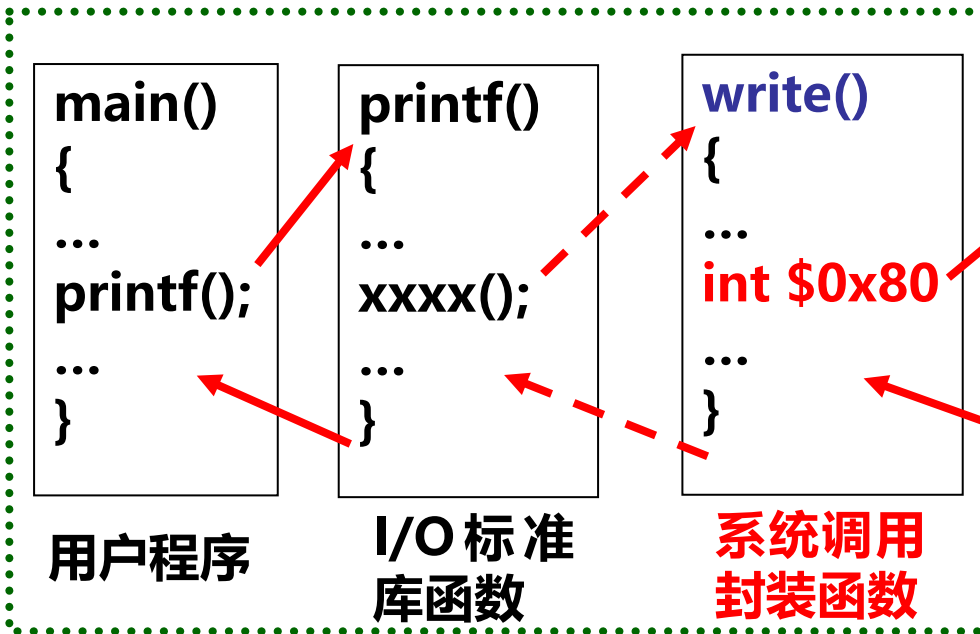 main()
{
...
printf();
...
}
用户程序
printf()
{
...
xxxx();
...
}
I/O标准
库函数
write()
{
...
int $0x80
...
}
系统调用
封装函数